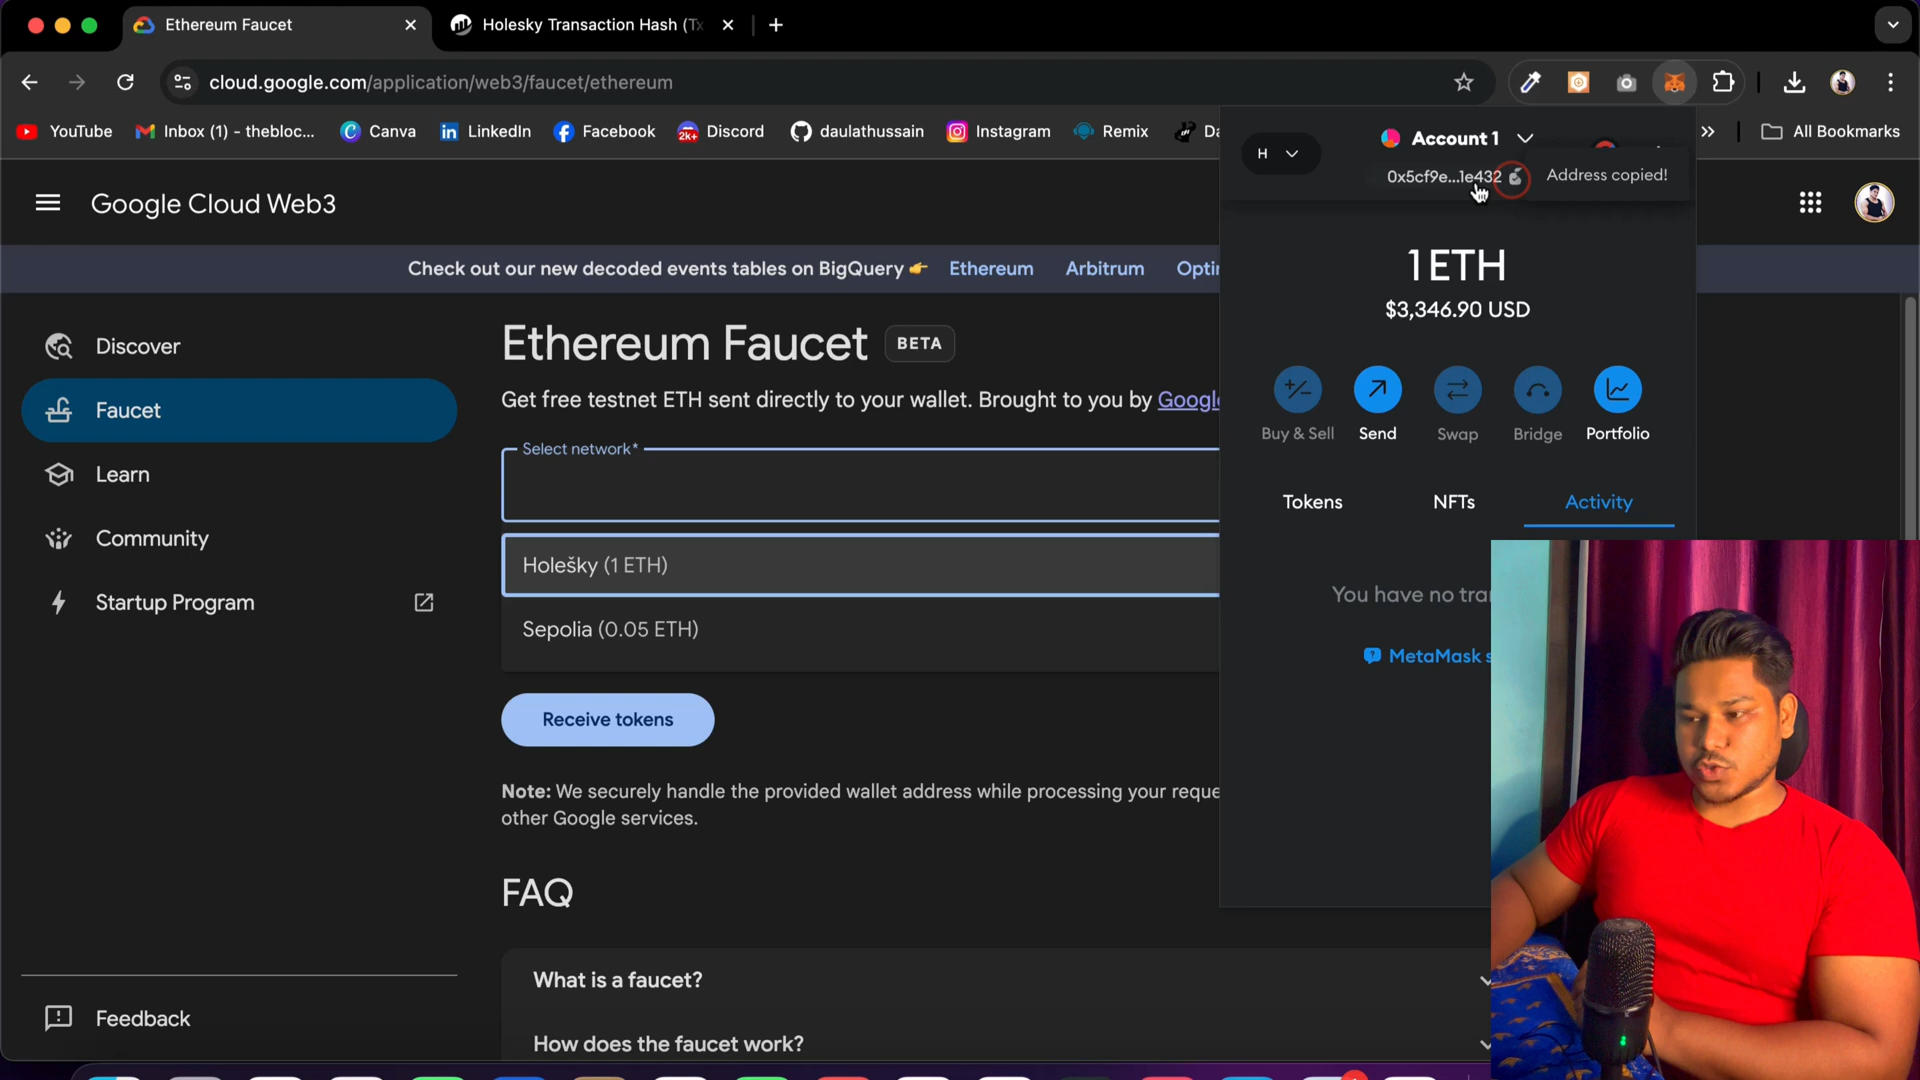 Ethereum Faucet
Holesky Transaction Hash (Tx
cloud.google.com/application/web3/faucet/ethereum
YouTube
Inbox (1) - thebloc...
Canva
LinkedIn
Facebook
2k+
Discord
daulathussain
Instagram
Remix
Da
All Bookmarks
H
Account 1
0x5cf9e...1e432
Address copied!
Google Cloud Web3
Check out our new decoded events tables on BigQuery 👉 Ethereum Arbitrum Optir
1 ETH
$3,346.90 USD
Buy & Sell
Send
Swap
Bridge
Portfolio
Tokens
NFTs
Activity
You have no tra
MetaMask s
Discover
Faucet
Learn
Community
Startup Program
Feedback
Ethereum Faucet
BETA
Get free testnet ETH sent directly to your wallet. Brought to you by Googl
Select network*
Holešky (1 ETH)
Sepolia (0.05 ETH)
Receive tokens
Note: We securely handle the provided wallet address while processing your reque
other Google services.
FAQ
What is a faucet?
How does the faucet work?